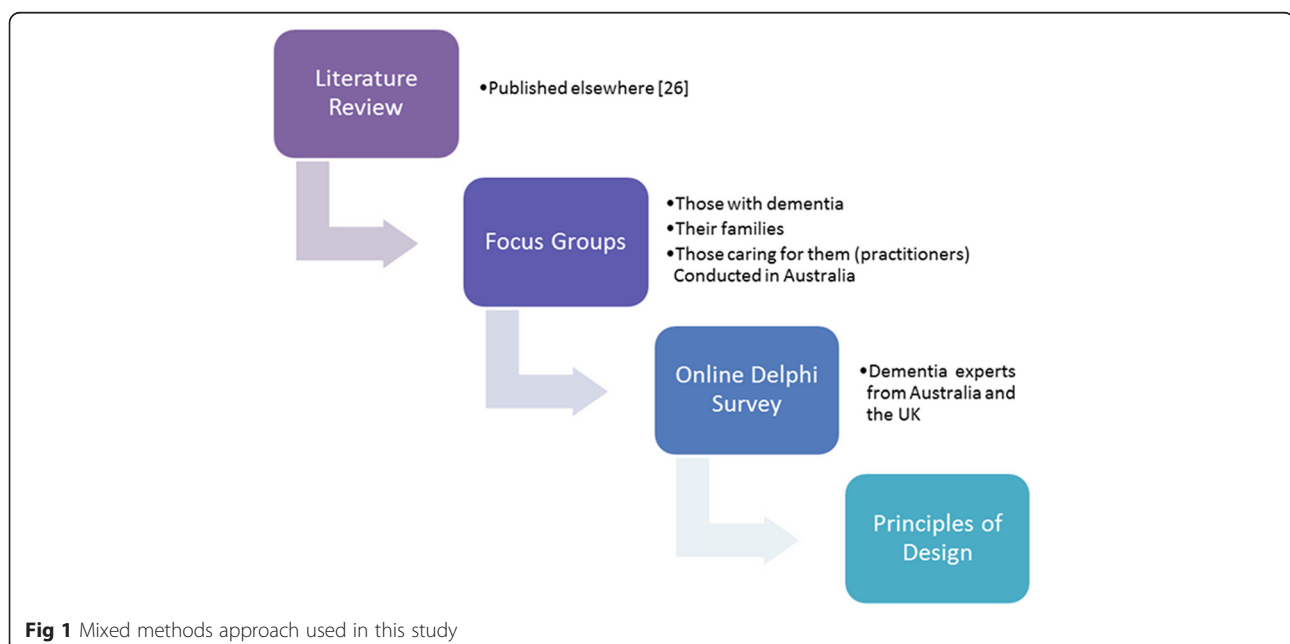 Literature
Review
•Published elsewhere [26]
Focus Groups
•Those with dementia
•Their families
•Those caring for them (practitioners)
Conducted in Australia
Online Delphi
Survey
•Dementia experts
from Australia and
the UK
Principles of
Design
Fig 1 Mixed methods approach used in this study